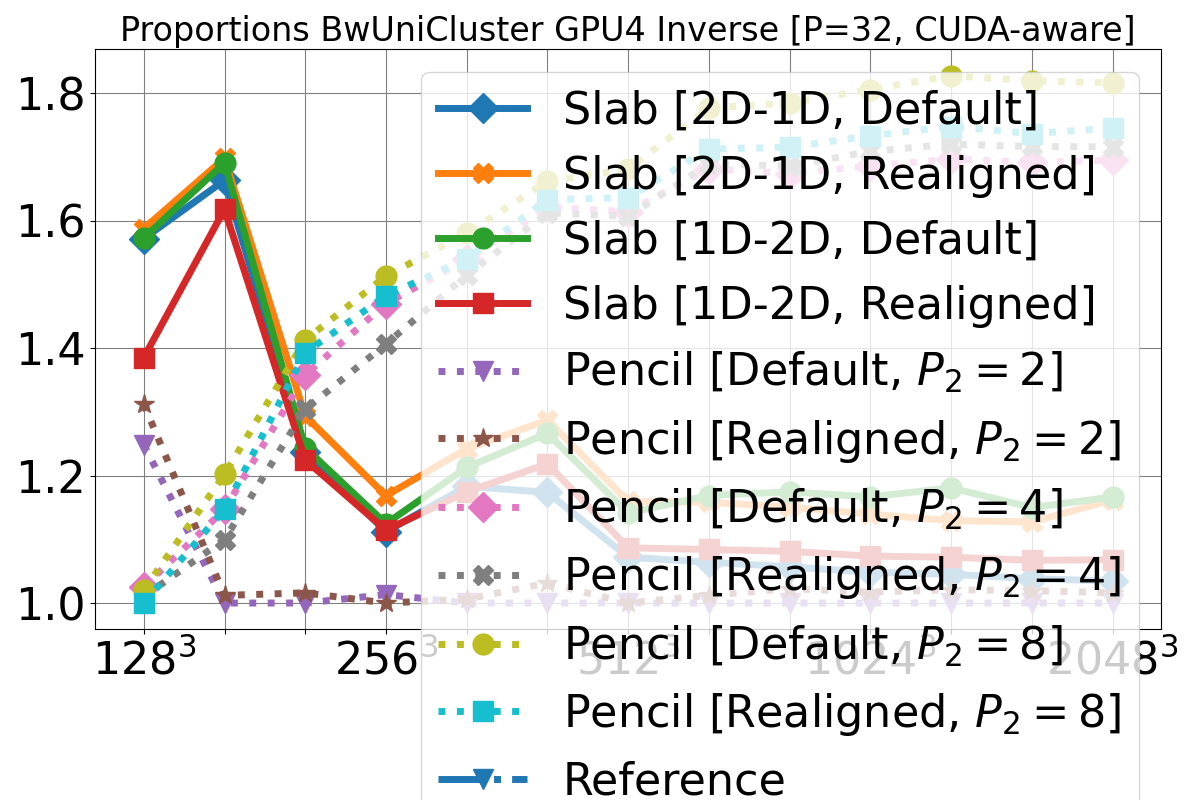 Proportions BwUniCluster GPU4 Inverse [P=32, CUDA-aware]
1.8
1.6
1.4
1.2
1.0
128³ 256³ 512³ 1024³ 2048³
Slab [2D-1D, Default]
Slab [2D-1D, Realigned]
Slab [1D-2D, Default]
Slab [1D-2D, Realigned]
Pencil [Default, P₂ = 2]
Pencil [Realigned, P₂ = 2]
Pencil [Default, P₂ = 4]
Pencil [Realigned, P₂ = 4]
Pencil [Default, P₂ = 8]
Pencil [Realigned, P₂ = 8]
Reference